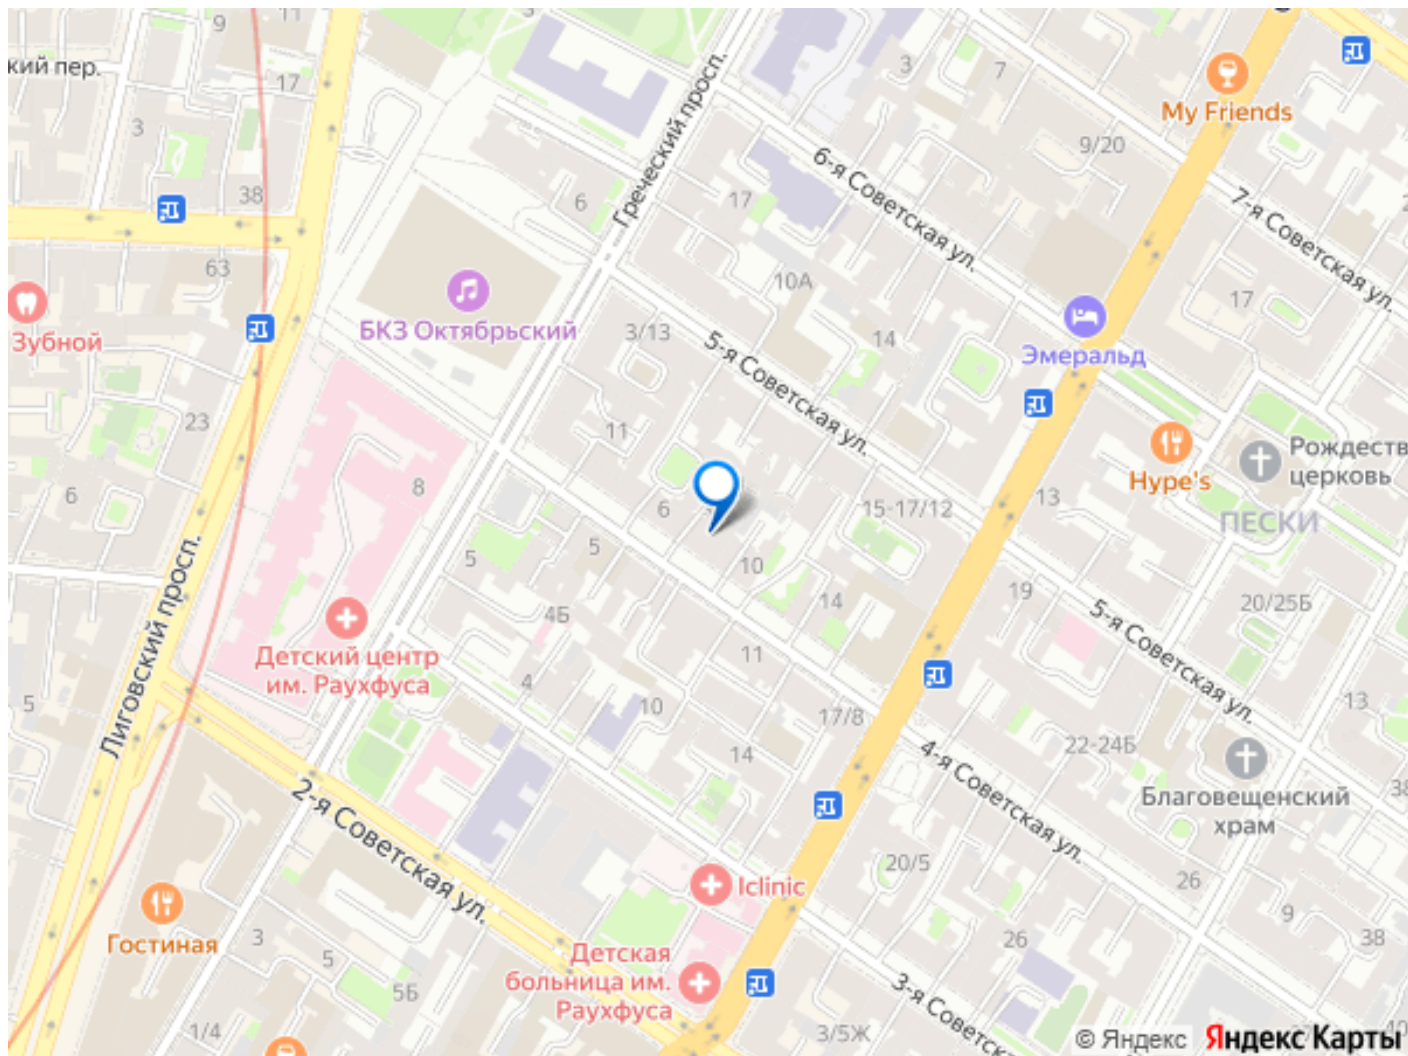 9
11
кий пер.
17
3
38
63
Зубной
23
6
5
Лиговский просп.
Греческий просп.
6
17
3
7
My Friends
9/20
6-я Советская ул.
7-я Советская ул.
10А
17
БКЗ Октябрьский
3/13
14
5-я Советская ул.
Эмеральд
11
Hype's
Рождеств
церковь
ПЕСКИ
8
6
15-17/12
13
5
5
10
19
20/25Б
4Б
14
5-я Советская ул.
Детский центр
им. Раухфуса
11
4
10
17/8
13
22-24Б
14
4-я Советская ул.
Благовещенский
храм
38
2-я Советская ул.
20/5
26
Iclinic
9
Гостиная
3
5
26
38
Детская
больница им.
Раухфуса
5Б
3-я Советска
1/4
3/5Ж
40
© Яндекс Яндекс Карты